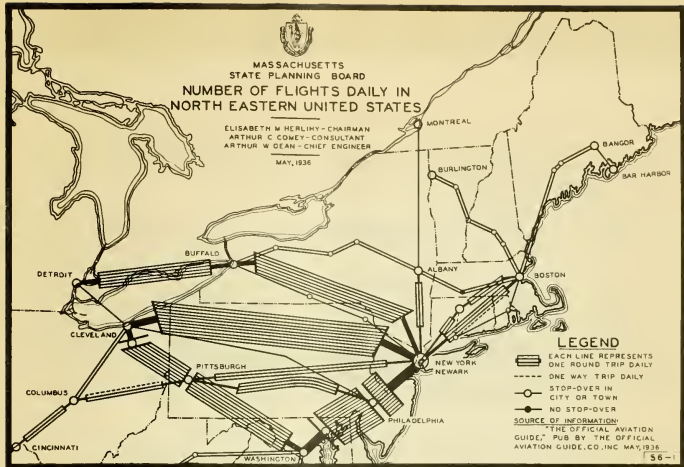 MASSACHUSETTS
STATE PLANNING BOARD
NUMBER OF FLIGHTS DAILY IN
NORTH EASTERN UNITED STATES
ELISABETH M HERLIHY - CHAIRMAN
ARTHUR C COMEY - CONSULTANT
ARTHUR W DEAN - CHIEF ENGINEER
MAY, 1936
MONTREAL
BANGOR
BURLINGTON
BAR HARBOR
BUFFALO
DETROIT
ALBANY
BOSTON
CLEVELAND
NEW YORK
NEWARK
PITTSBURGH
COLUMBUS
PHILADELPHIA
CINCINNATI
WASHINGTON
LEGEND
EACH LINE REPRESENTS
ONE ROUND TRIP DAILY
ONE WAY TRIP DAILY
STOP-OVER IN
CITY OR TOWN
NO STOP-OVER
SOURCE OF INFORMATION:
"THE OFFICIAL AVIATION
GUIDE," PUB BY THE OFFICIAL
AVIATION GUIDE, CO, INC MAY, 1936
56-1